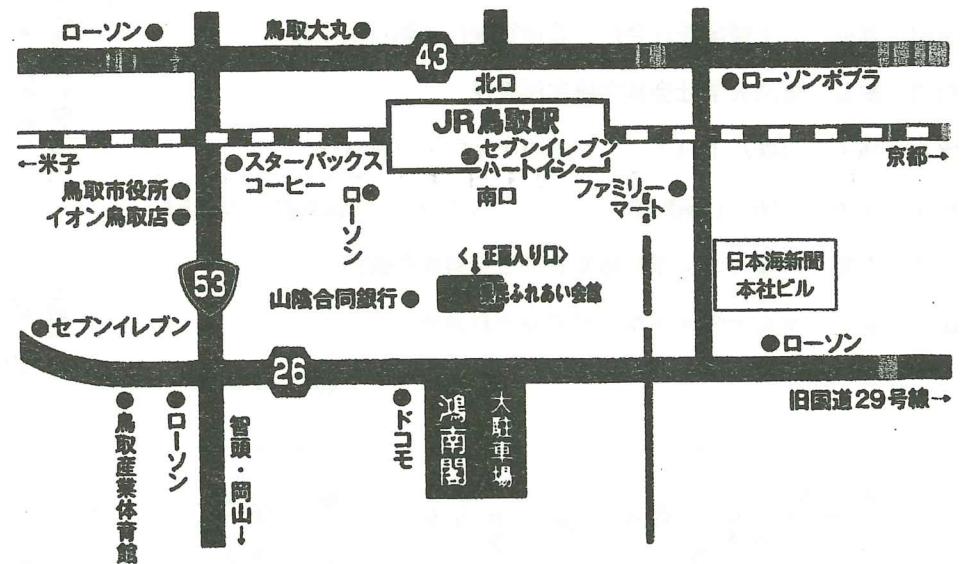 ローソン
鳥取大丸
43
北口
ローソンポプラ
JR鳥取駅
セブンイレブン
ハートイン
←米子
京都→
スターバックス
コーヒー
鳥取市役所
イオン鳥取店
ローソン
南口
ファミリー
マート
〈↓正面入り口〉
日本海新聞
本社ビル
53
山陰合同銀行
ふれあい会館
セブンイレブン
ローソン
26
旧国道29号線→
鳥取産業体育館
ローソン
智頭・岡山↓
ドコモ
鴻南閣
大駐車場